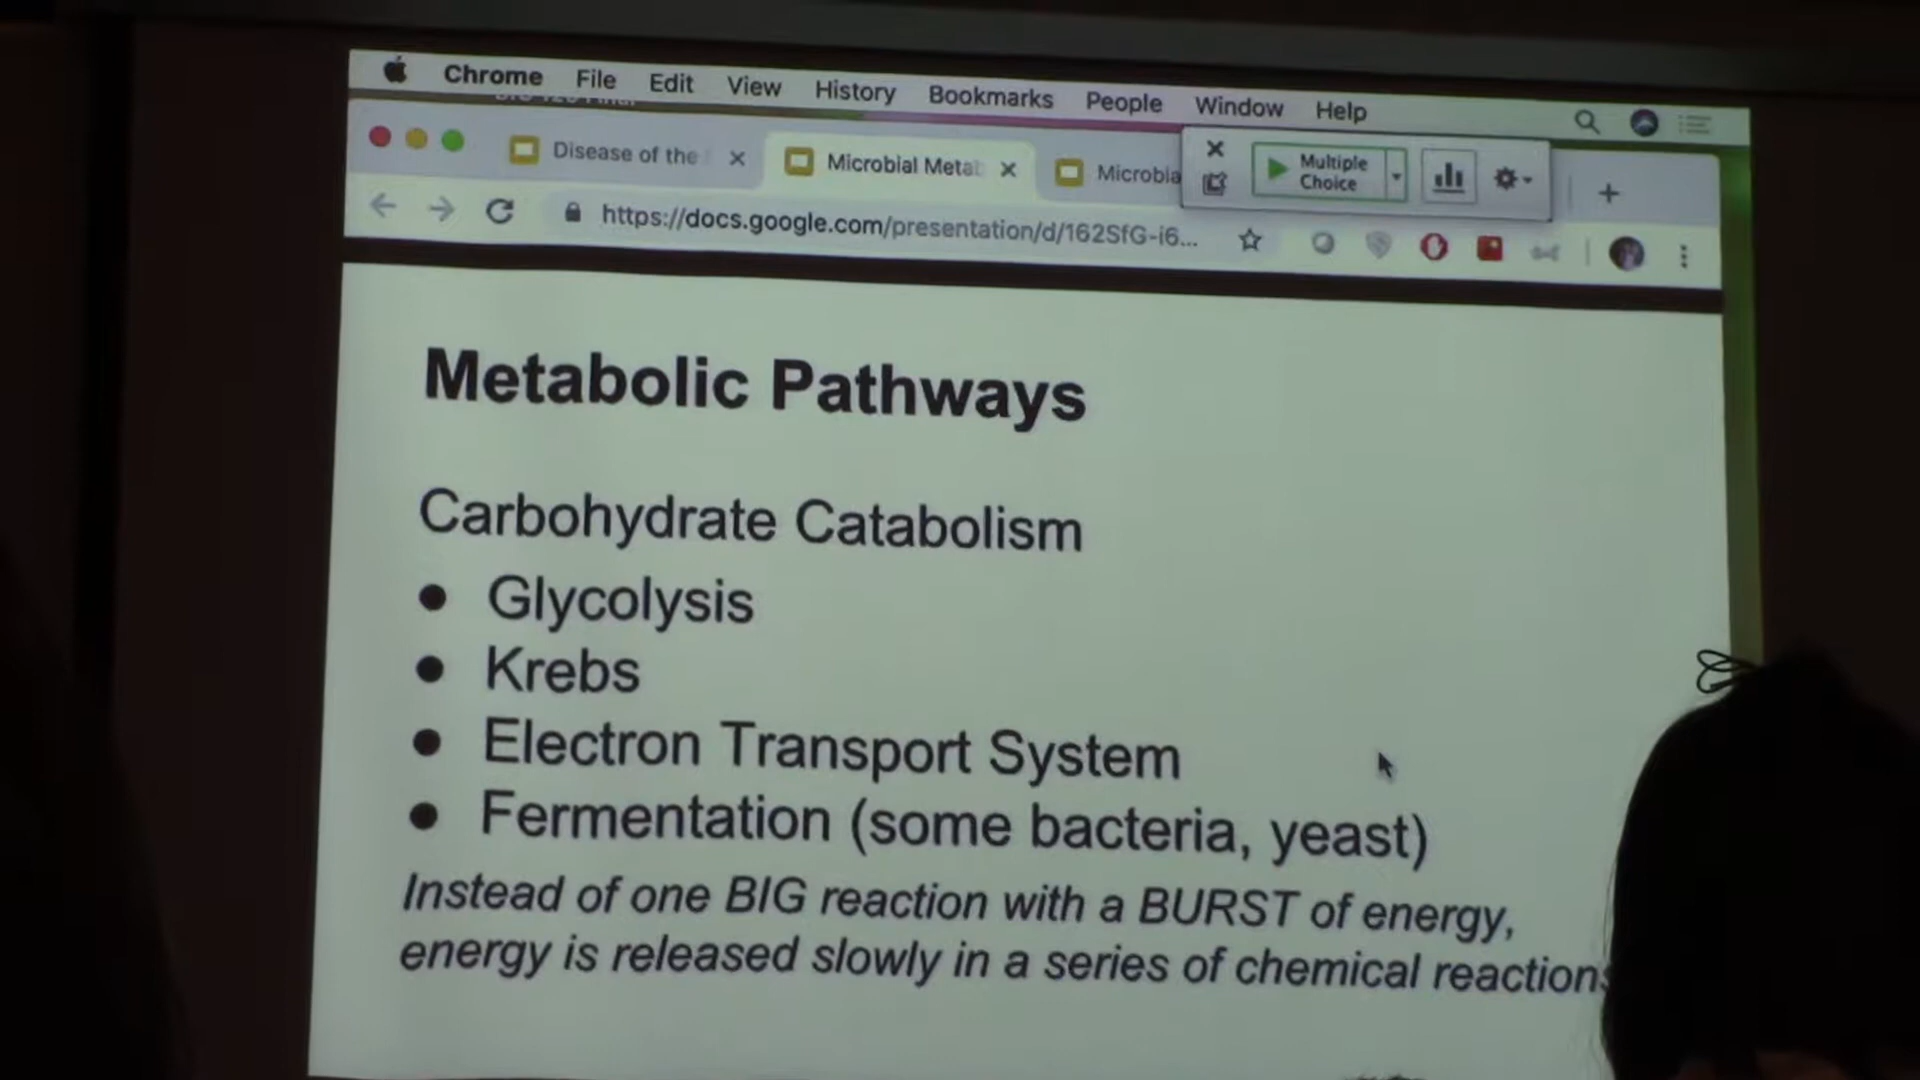 Chrome File Edit View History Bookmarks People Window Help
Disease of the
Microbial Metab
Microbia
Multiple
Choice
https://docs.google.com/presentation/d/162SfG-i6...
Metabolic Pathways
Carbohydrate Catabolism
● Glycolysis
● Krebs
● Electron Transport System
● Fermentation (some bacteria, yeast)
Instead of one BIG reaction with a BURST of energy,
energy is released slowly in a series of chemical reactions